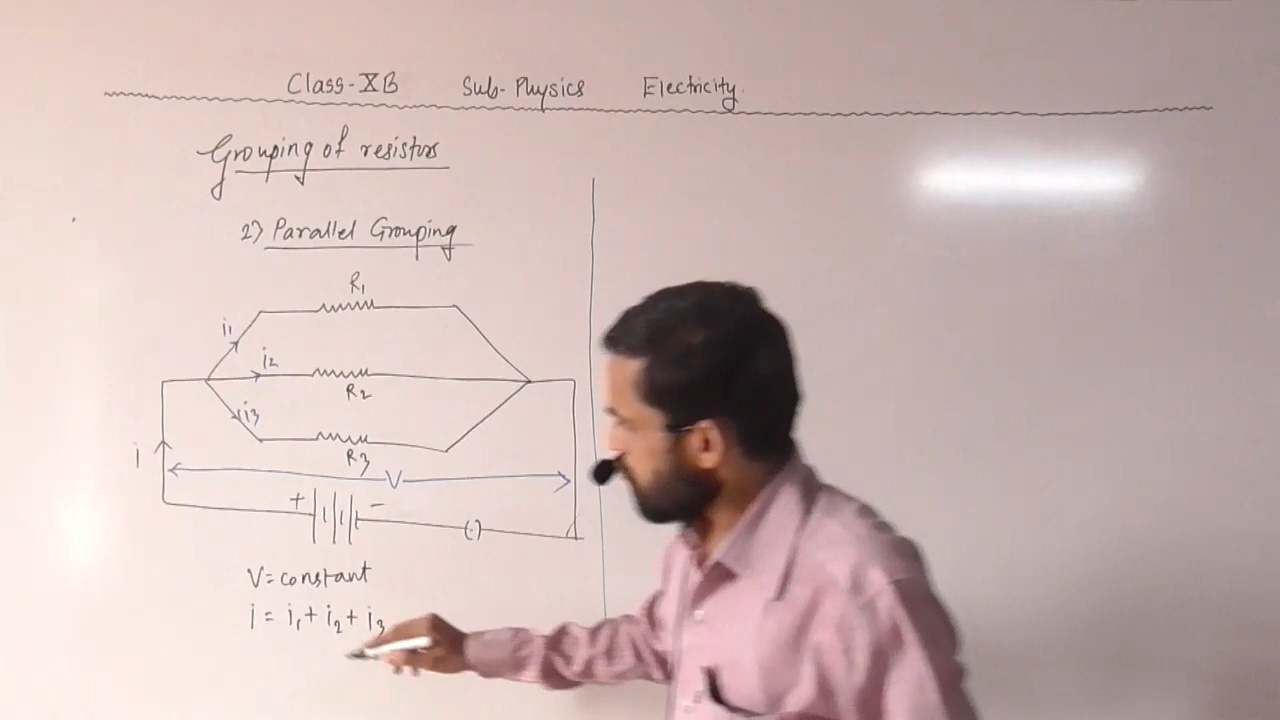 Class-XB Sub-Physics Electricity.
Grouping of resistors
2) Parallel Grouping
R1
i1
i2
R2
i3
R3
i
V
+ -
(·)
V=constant
i = i1 + i2 + i3